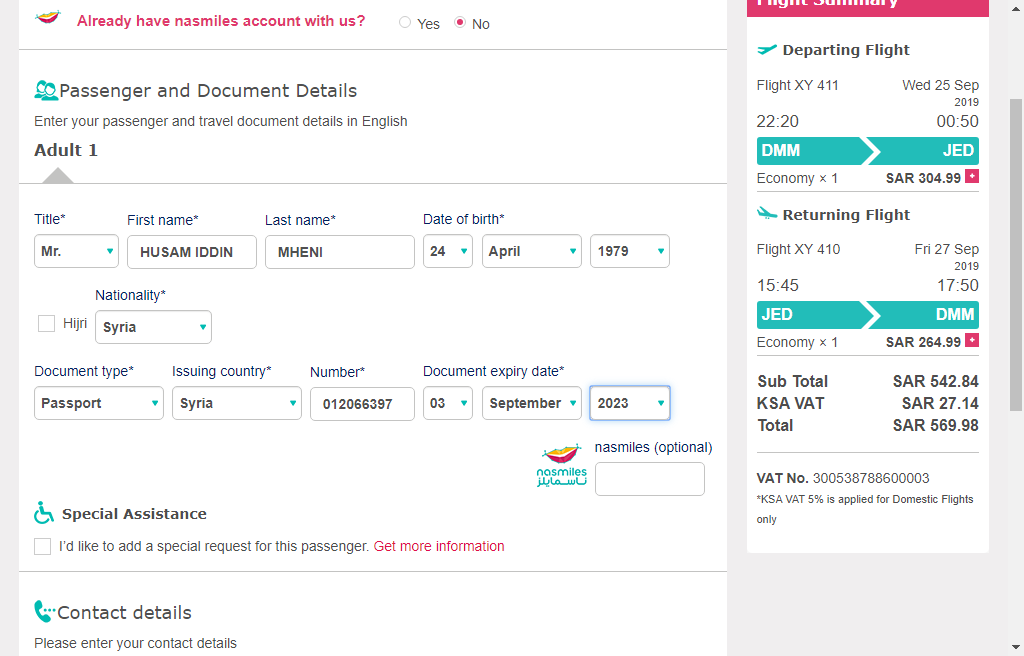 Already have nasmiles account with us?
Yes
No
Passenger and Document Details
Enter your passenger and travel document details in English
Adult 1
Title* First name* Last name* Date of birth*
Mr. HUSAM IDDIN MHENI 24 April 1979
Nationality*
Hijri Syria
Document type* Issuing country* Number* Document expiry date*
Passport Syria 012066397 03 September 2023
nasmiles (optional)
nasmiles
ناسمايلز
Special Assistance
I'd like to add a special request for this passenger. Get more information
Contact details
Please enter your contact details
Flight Summary
Departing Flight
Flight XY 411 Wed 25 Sep
2019
22:20 00:50
DMM JED
Economy × 1 SAR 304.99 +
Returning Flight
Flight XY 410 Fri 27 Sep
2019
15:45 17:50
JED DMM
Economy × 1 SAR 264.99 +
Sub Total SAR 542.84
KSA VAT SAR 27.14
Total SAR 569.98
VAT No. 300538788600003
*KSA VAT 5% is applied for Domestic Flights
only